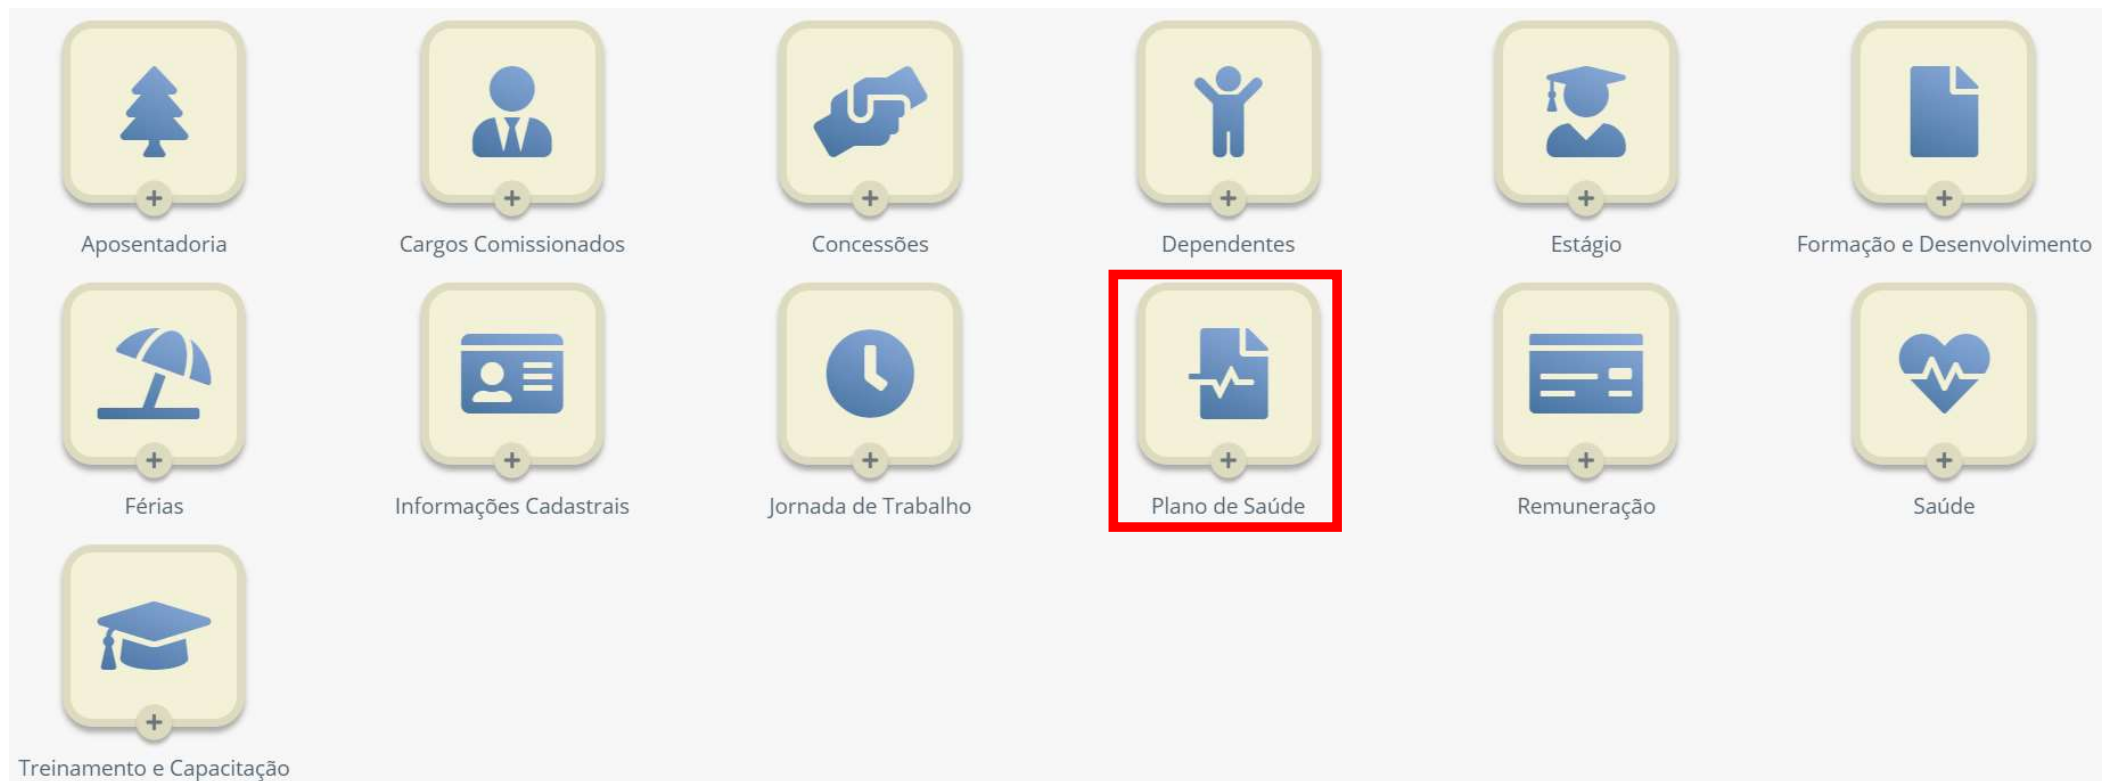 Aposentadoria
Cargos Comissionados
Concessões
Dependentes
Estágio
Formação e Desenvolvimento
Férias
Informações Cadastrais
Jornada de Trabalho
Plano de Saúde
Remuneração
Saúde
Treinamento e Capacitação